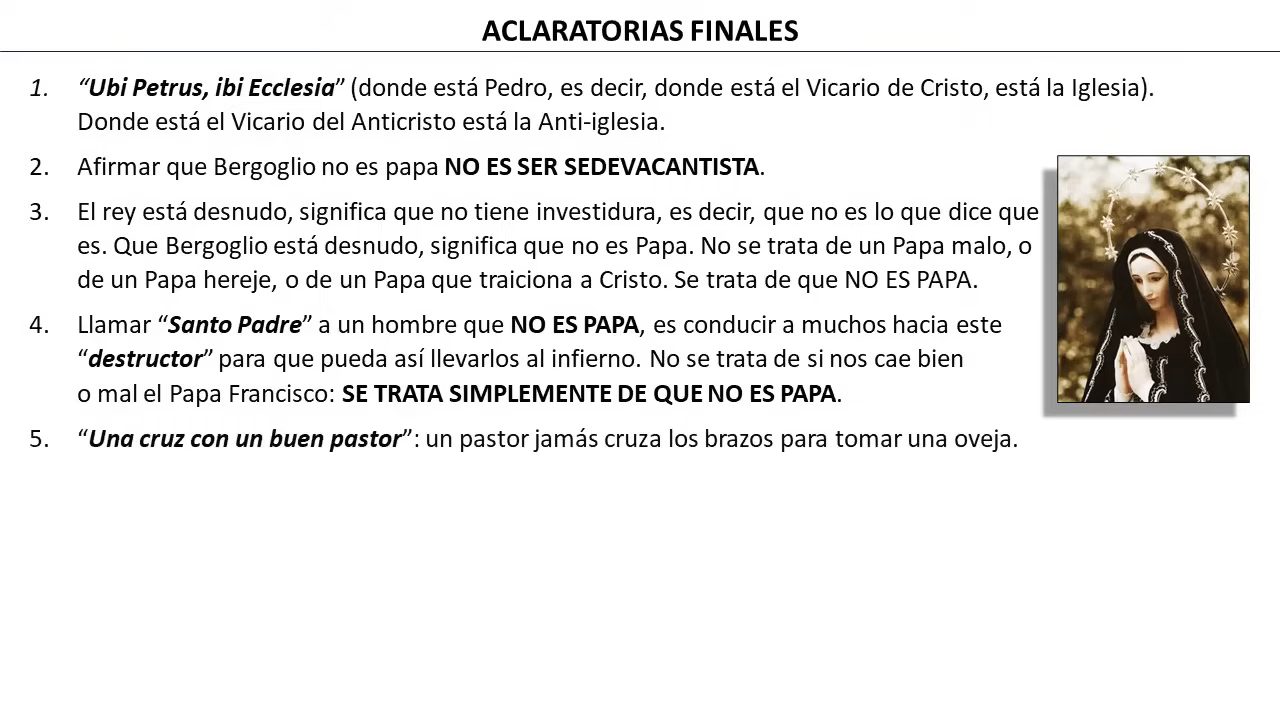 ACLARATORIAS FINALES
1. “Ubi Petrus, ibi Ecclesia” (donde está Pedro, es decir, donde está el Vicario de Cristo, está la Iglesia).
Donde está el Vicario del Anticristo está la Anti-iglesia.
2. Afirmar que Bergoglio no es papa NO ES SER SEDEVACANTISTA.
3. El rey está desnudo, significa que no tiene investidura, es decir, que no es lo que dice que
es. Que Bergoglio está desnudo, significa que no es Papa. No se trata de un Papa malo, o
de un Papa hereje, o de un Papa que traiciona a Cristo. Se trata de que NO ES PAPA.
4. Llamar “Santo Padre” a un hombre que NO ES PAPA, es conducir a muchos hacia este
“destructor” para que pueda así llevarlos al infierno. No se trata de si nos cae bien
o mal el Papa Francisco: SE TRATA SIMPLEMENTE DE QUE NO ES PAPA.
5. “Una cruz con un buen pastor”: un pastor jamás cruza los brazos para tomar una oveja.